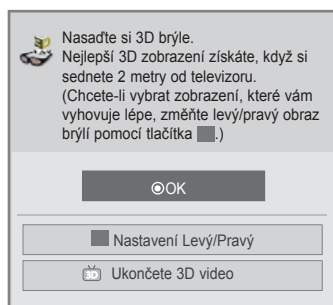 Nasaďte si 3D brýle.
Nejlepší 3D zobrazení získáte, když si
sednete 2 metry od televizoru.
(Chcete-li vybrat zobrazení, které vám
vyhovuje lépe, změňte levý/pravý obraz
brýlí pomocí tlačítka .)
OK
Nastavení Levý/Pravý
3D Ukončete 3D video